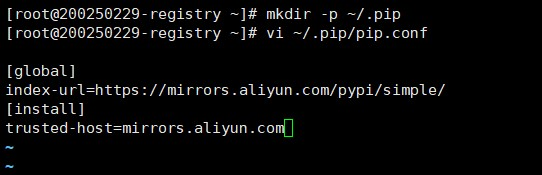 [root@200250229-registry ~]# mkdir -p ~/.pip
[root@200250229-registry ~]# vi ~/.pip/pip.conf
[global]
index-url=https://mirrors.aliyun.com/pypi/simple/
[install]
trusted-host=mirrors.aliyun.com
~
~